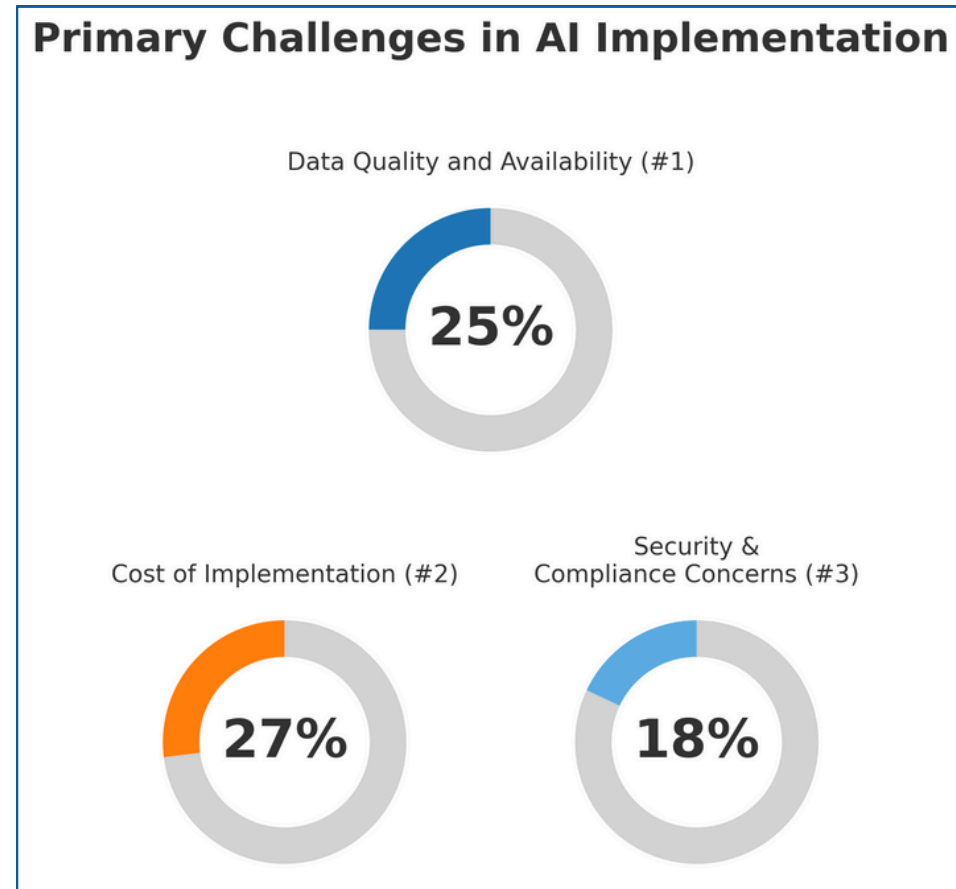 Primary Challenges in AI Implementation
Data Quality and Availability (#1)
25%
Cost of Implementation (#2)
27%
Security &
Compliance Concerns (#3)
18%